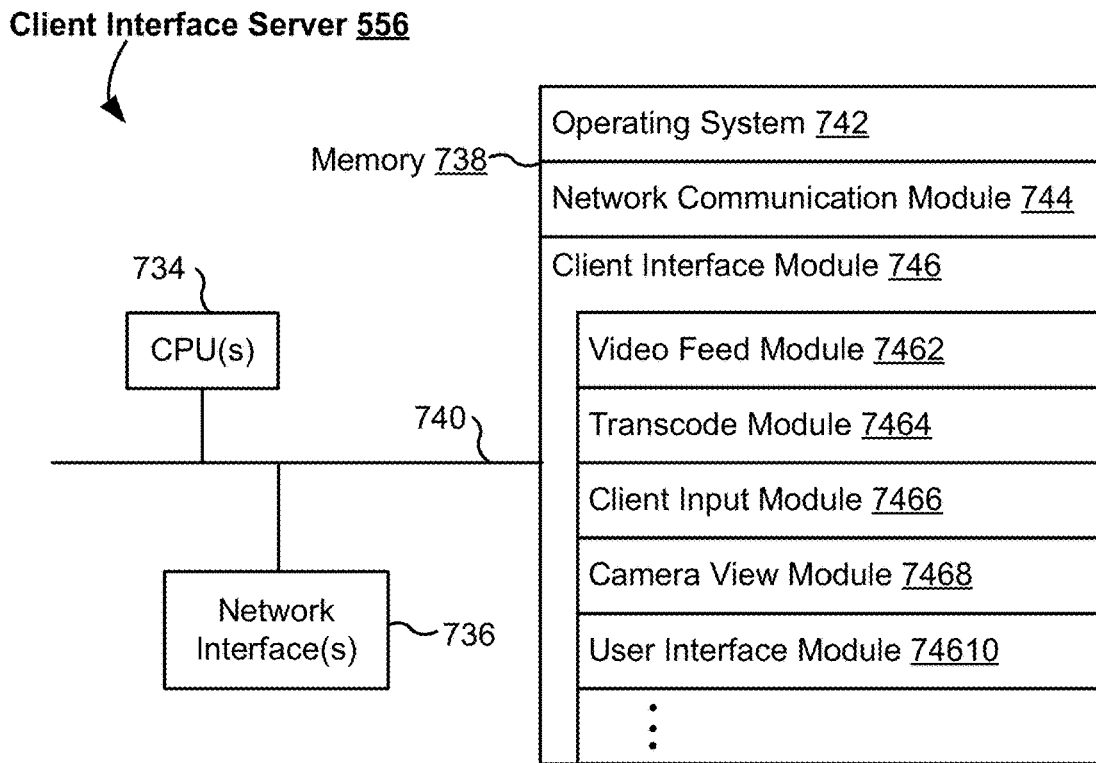 Client Interface Server 556
Operating System 742
Memory 738
Network Communication Module 744
Client Interface Module 746
734
CPU(s)
Video Feed Module 7462
740
Transcode Module 7464
Client Input Module 7466
Camera View Module 7468
Network
Interface(s)
736
User Interface Module 74610